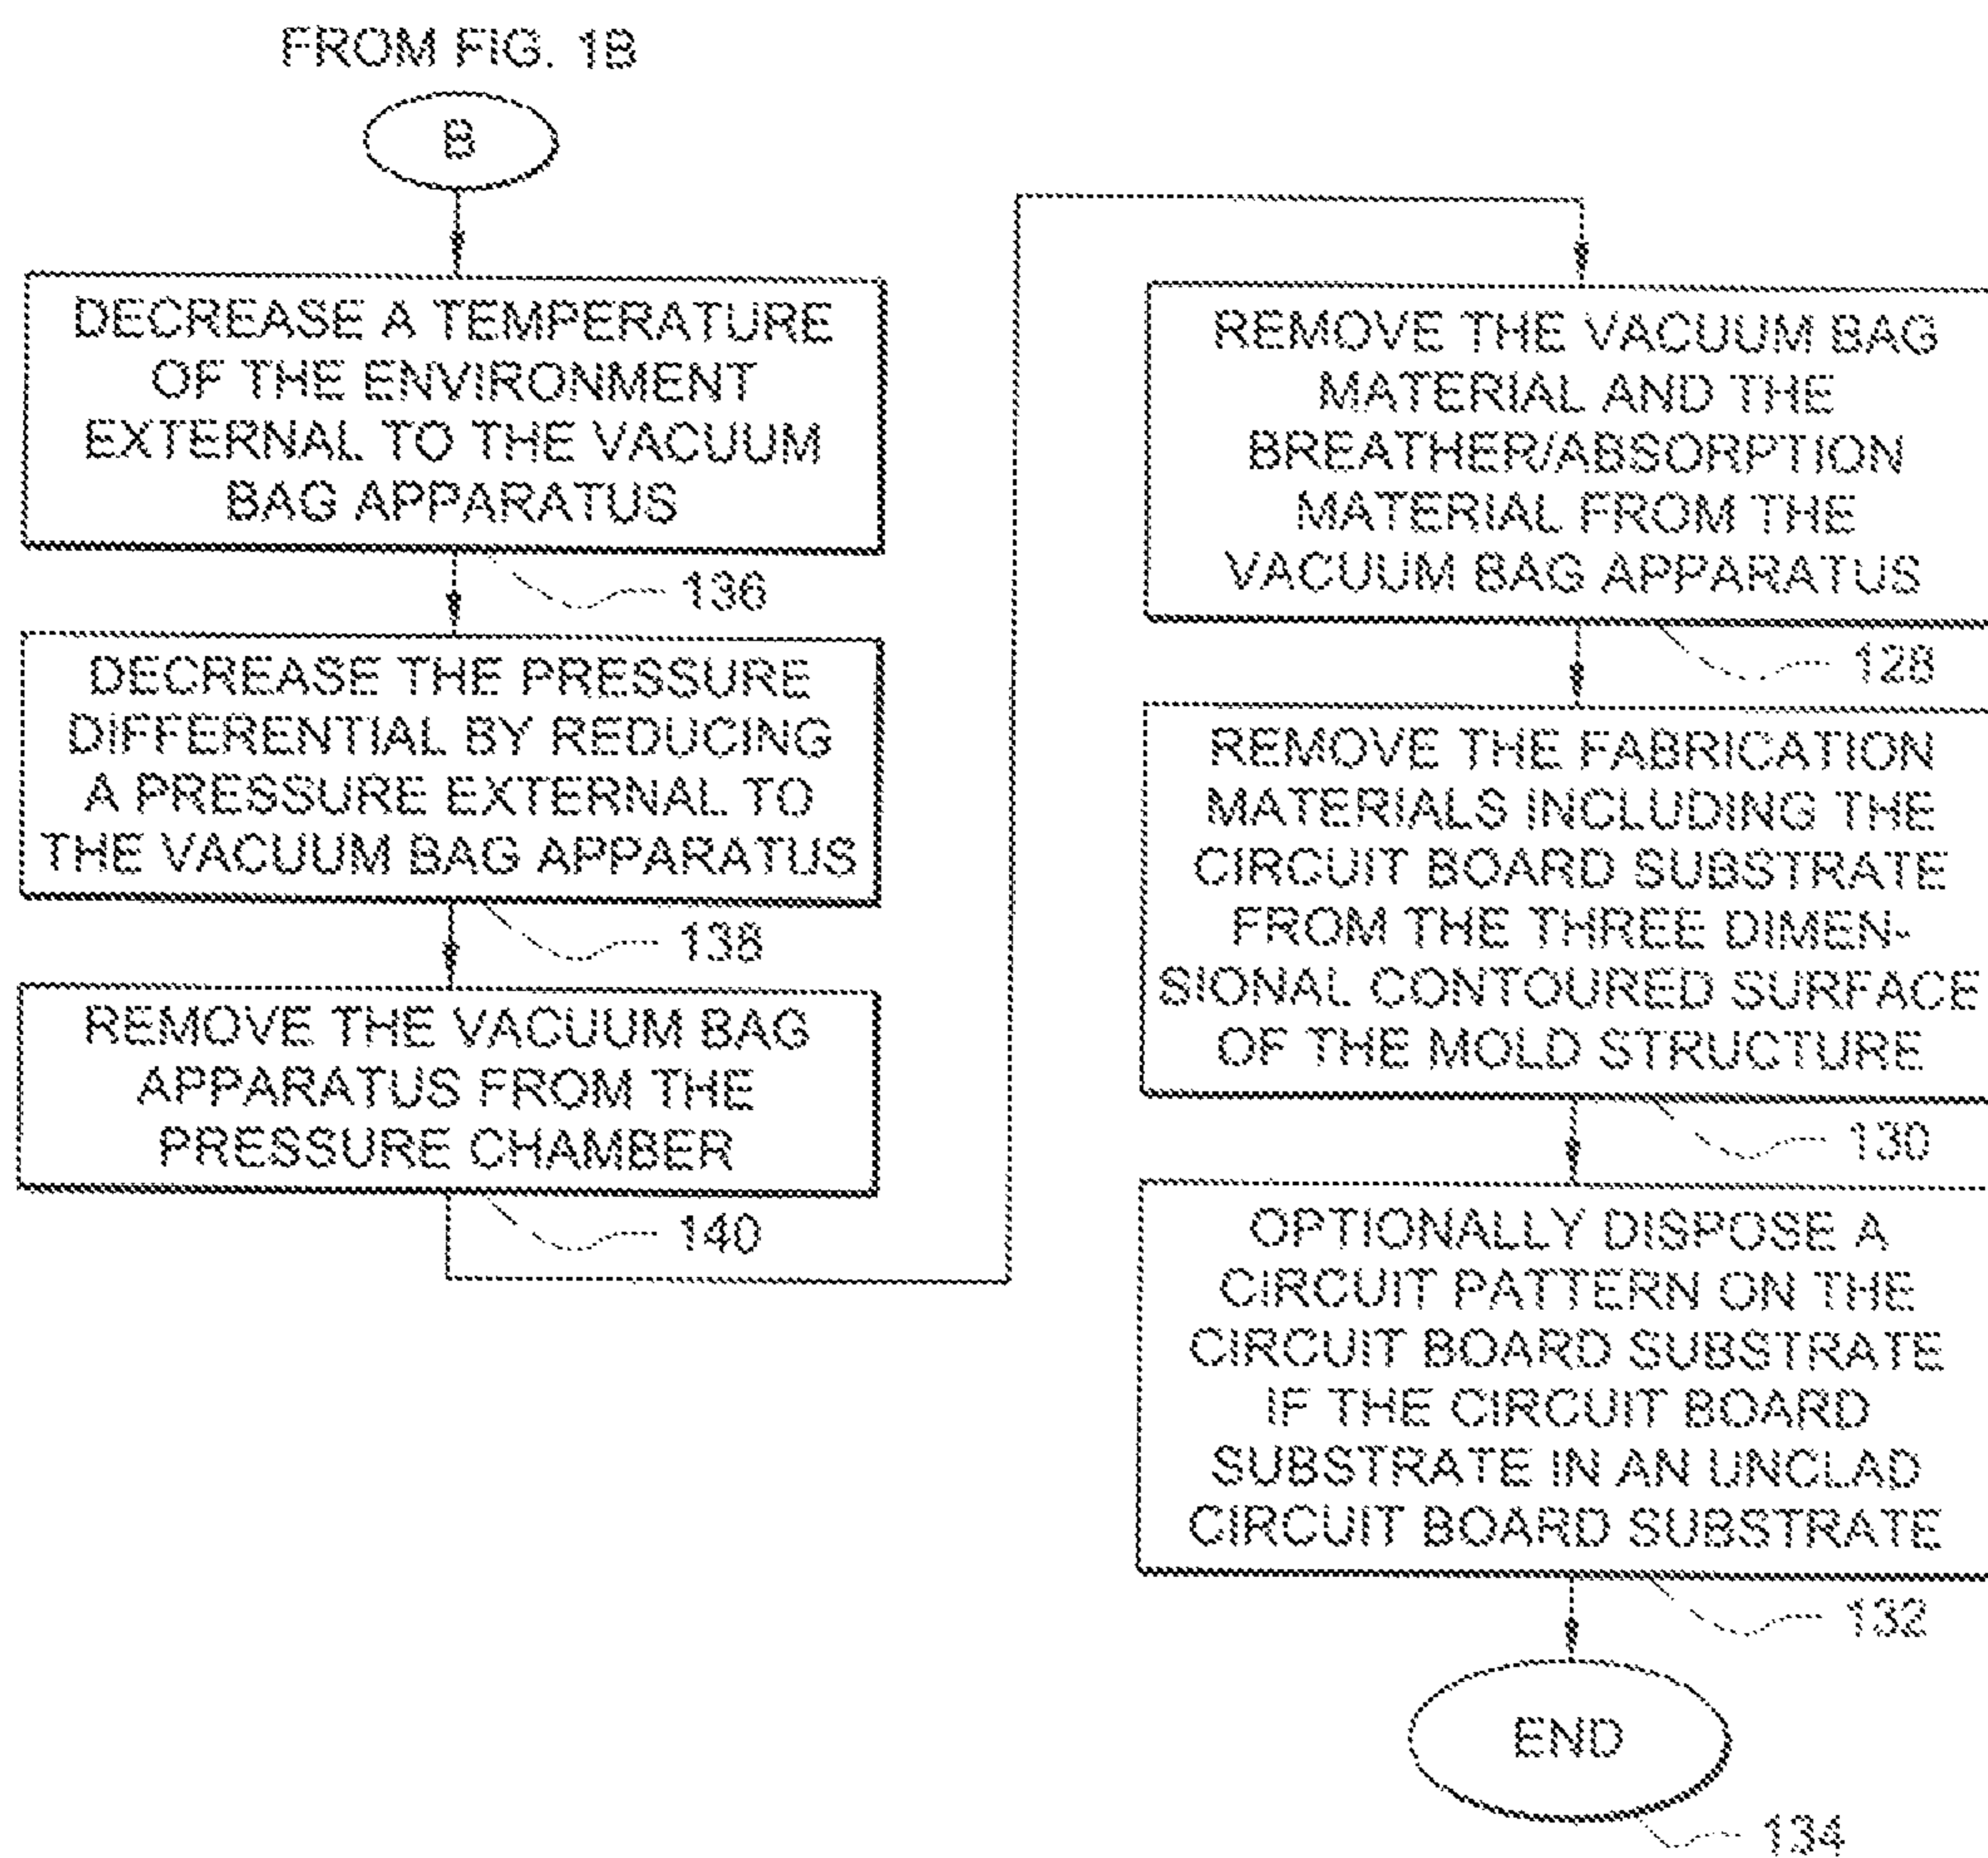 FROM FIG. 1B
B
DECREASE A TEMPERATURE
OF THE ENVIRONMENT
EXTERNAL TO THE VACUUM
BAG APPARATUS
136
DECREASE THE PRESSURE
DIFFERENTIAL BY REDUCING
A PRESSURE EXTERNAL TO
THE VACUUM BAG APPARATUS
138
REMOVE THE VACUUM BAG
APPARATUS FROM THE
PRESSURE CHAMBER
140
REMOVE THE VACUUM BAG
MATERIAL AND THE
BREATHER/ABSORPTION
MATERIAL FROM THE
VACUUM BAG APPARATUS
128
REMOVE THE FABRICATION
MATERIALS INCLUDING THE
CIRCUIT BOARD SUBSTRATE
FROM THE THREE DIMEN-
SIONAL CONTOURED SURFACE
OF THE MOLD STRUCTURE
130
OPTIONALLY DISPOSE A
CIRCUIT PATTERN ON THE
CIRCUIT BOARD SUBSTRATE
IF THE CIRCUIT BOARD
SUBSTRATE IN AN UNCLAD
CIRCUIT BOARD SUBSTRATE
132
END
134